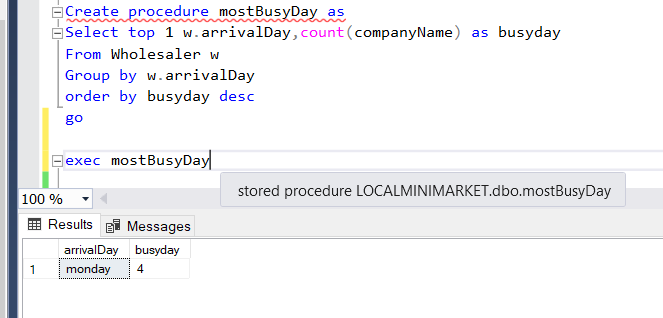 Create procedure mostBusyDay as
Select top 1 w.arrivalDay,count(companyName) as busyday
From Wholesaler w
Group by w.arrivalDay
order by busyday desc
go
exec mostBusyDay
stored procedure LOCALMINIMARKET.dbo.mostBusyDay
100 %
Results Messages
arrivalDay busyday
1 monday 4